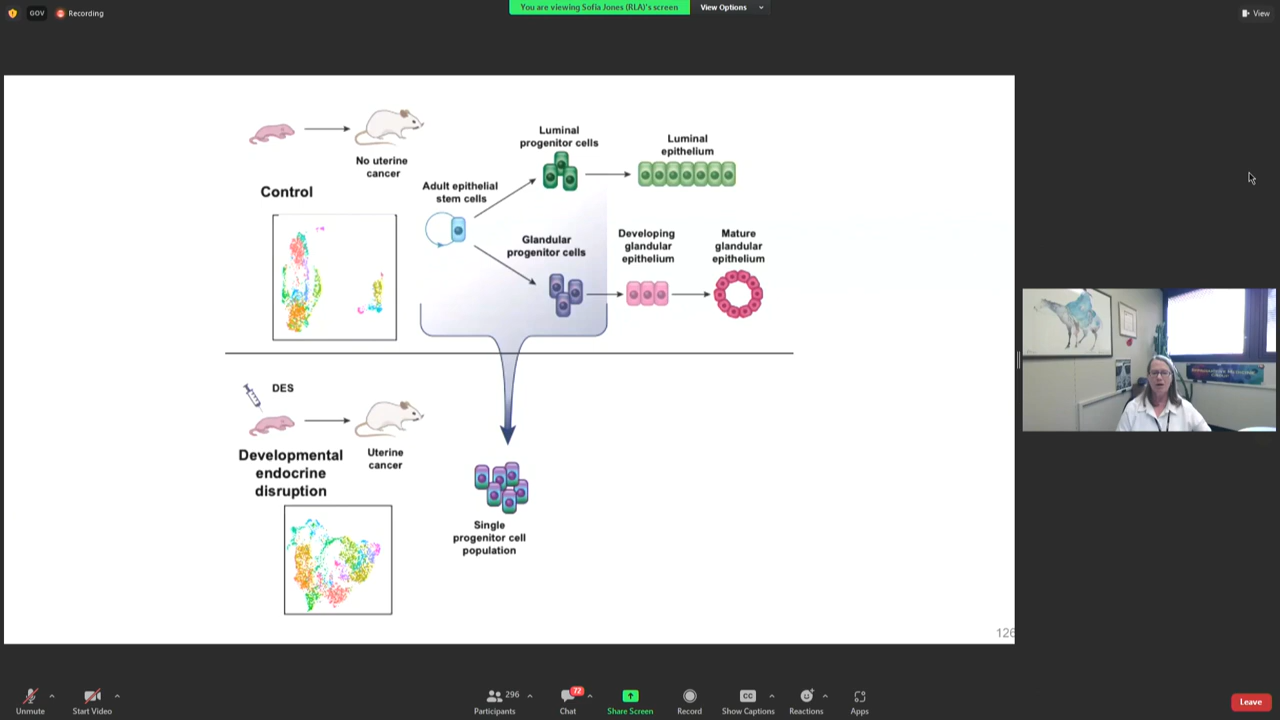 GOV
Recording
You are viewing Sofia Jones (RLA)'s screen
View Options
View
No uterine
cancer
Control
Adult epithelial
stem cells
Luminal
progenitor cells
Luminal
epithelium
Glandular
progenitor cells
Developing
glandular
epithelium
Mature
glandular
epithelium
DES
Developmental
endocrine
disruption
Uterine
cancer
Single
progenitor cell
population
126
Unmute
Start Video
296
Participants
72
Chat
Share Screen
Record
CC
Show Captions
Reactions
Apps
Leave